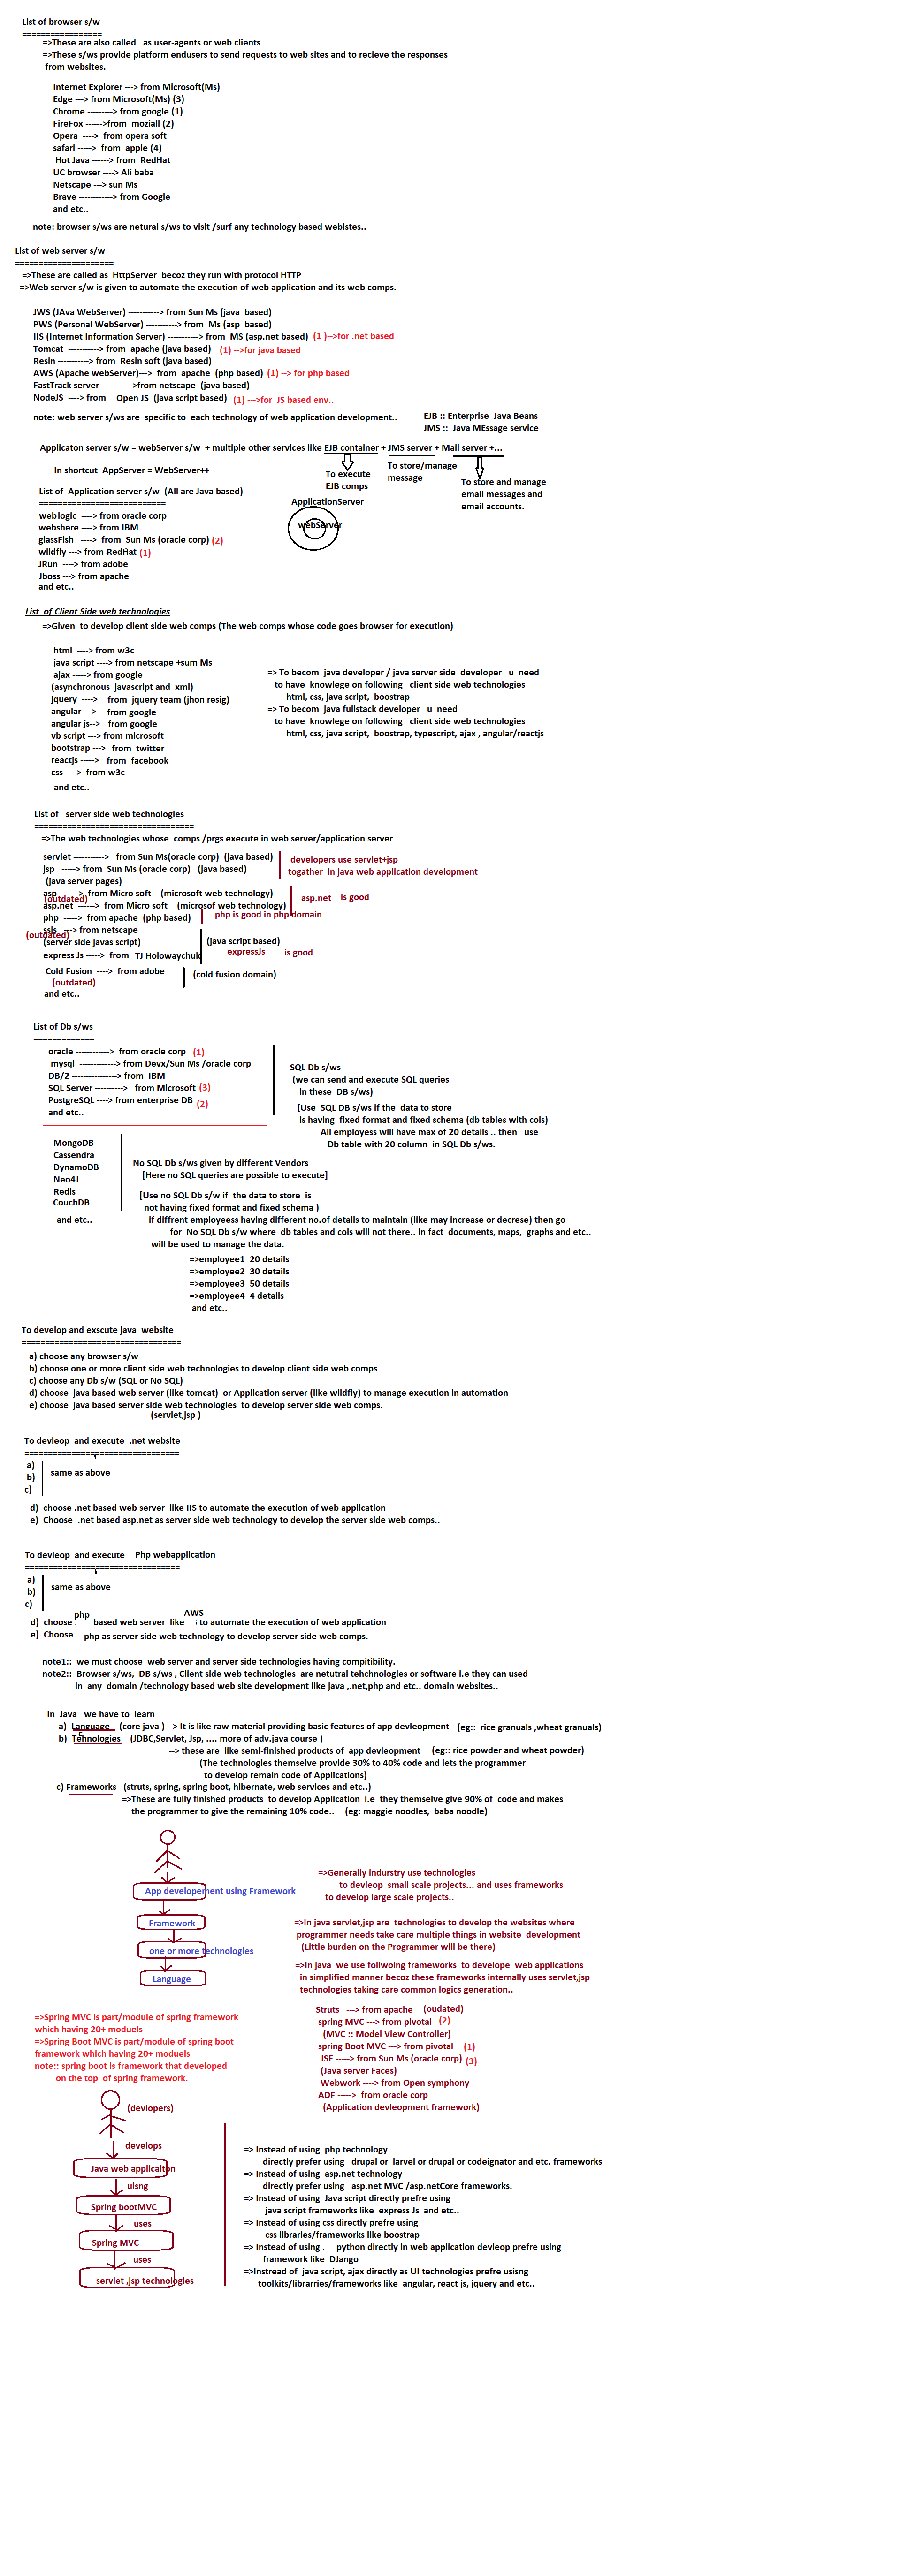 List of browser s/w
=================
=>These are also called   as user-agents or web clients
=>These s/ws provide platform endusers to send requests to web sites and to recieve the responses
from websites.
Internet Explorer ---> from Microsoft(Ms)
Edge ---> from Microsoft(Ms) (3)
Chrome ---------> from google (1)
FireFox ------>from  moziall (2)
Opera  ---->  from opera soft
safari ----->  from  apple (4)
Hot Java ------> from  RedHat
UC browser ----> Ali baba
Netscape ---> sun Ms
Brave ------------> from Google
and etc..
note: browser s/ws are netural s/ws to visit /surf any technology based webistes..
List of web server s/w
=====================
=>These are called as  HttpServer  becoz they run with protocol HTTP
=>Web server s/w is given to automate the execution of web application and its web comps.
JWS (JAva WebServer) -----------> from Sun Ms (java  based)
PWS (Personal WebServer) -----------> from  Ms (asp  based)
IIS (Internet Information Server) -----------> from  MS (asp.net based)  (1 )-->for .net based
Tomcat  -----------> from  apache (java based)   (1) -->for java based
Resin -----------> from  Resin soft (java based)
AWS (Apache webServer)--->  from  apache  (php based)  (1) --> for php based
FastTrack server ----------->from netscape  (java based)
NodeJS  ----> from    Open JS  (java script based)   (1) --->for  JS based env..
note: web server s/ws are  specific to  each technology of web application development..
EJB :: Enterprise  Java Beans
JMS ::  Java MEssage service
Applicaton server s/w = webServer s/w  + multiple other services like EJB container + JMS server + Mail server +...
In shortcut  AppServer = WebServer++
To execute
EJB comps
To store/manage
message
To store and manage
email messages and
email accounts.
List of Application server s/w  (All are Java based)
===========================
weblogic  ----> from oracle corp
webshere ----> from IBM
glassFish   ---->  from  Sun Ms (oracle corp) (2)
wildfly ---> from RedHat (1)
JRun  ----> from adobe
Jboss ---> from apache
and etc..
ApplicationServer
webServer
List  of Client Side web technologies
=>Given  to develop client side web comps (The web comps whose code goes browser for execution)
html  ----> from w3c
java script ----> from netscape +sum Ms
ajax -----> from google
(asynchronous  javascript and  xml)
jquery  ---->    from  jquery team (jhon resig)
angular  -->    from google
angular js-->   from google
vb script ---> from microsoft
bootstrap --->  from  twitter
reactjs ----->   from  facebook
css ---->  from w3c
and etc..
=> To becom  java developer / java server side  developer   u  need
to have  knowlege on following   client side web technologies
html, css, java script,  boostrap
=> To becom  java fullstack developer   u  need
to have  knowlege on following   client side web technologies
html, css, java script,  boostrap, typescript, ajax , angular/reactjs
List of   server side web technologies
==================================
=>The web technologies whose  comps /prgs execute in web server/application server
servlet ----------->   from Sun Ms(oracle corp)  (java based)
jsp   -----> from  Sun Ms (oracle corp)   (java based)
(java server pages)
developers use servlet+jsp
togather  in java web application development
asp  ------> from Micro soft    (microsoft web technology)
(outdated)
asp.net  ------> from Micro soft    (microsof web technology)
asp.net    is good
php  -----> from apache  (php based)
php is good in php domain
ssjs  ---> from netscape
(outdated)
(server side javas script)
(java script based)
express Js -----> from   TJ Holowaychuk
expressJs        is good
Cold Fusion  ----> from adobe
(cold fusion domain)
(outdated)
and etc..
List of Db s/ws
=============
oracle ------------>  from oracle corp   (1)
mysql  -------------> from Devx/Sun Ms /oracle corp
DB/2 ----------------> from  IBM
SQL Server ---------->   from Microsoft (3)
PostgreSQL ----> from enterprise DB  (2)
and etc..
SQL Db s/ws
(we can send and execute SQL queries
in these  DB s/ws)
[Use  SQL DB s/ws if the  data to store
is having  fixed format and fixed schema (db tables with cols)
All employess will have max of 20 details .. then   use
Db table with 20 column  in SQL Db s/ws.
MongoDB
Cassendra
DynamoDB
Neo4J
Redis
CouchDB
and etc..
No SQL Db s/ws given by different Vendors
[Here no SQL queries are possible to execute]
[Use no SQL Db s/w if  the data to store  is
not having fixed format and fixed schema )
if diffrent employeess having different no.of details to maintain (like may increase or decrese) then go
for  No SQL Db s/w where  db tables and cols will not there.. in fact  documents, maps,  graphs and etc..
will be used to manage the data.
=>employee1  20 details
=>employee2  30 details
=>employee3  50 details
=>employee4  4 details
and etc..
To develop and exscute java  website
==================================
a) choose any browser s/w
b) choose one or more client side web technologies to develop client side web comps
c) choose any Db s/w (SQL or No SQL)
d) choose  java based web server (like tomcat)  or Application server (like wildfly) to manage execution in automation
e) choose  java based server side web technologies  to develop server side web comps.
(servlet,jsp )
To devleop  and execute  .net website
=================================
a)
b)
c)
same as above
d)  choose .net based web server  like IIS to automate the execution of web application
e)  Choose  .net based asp.net as server side web technology to develop the server side web comps..
To devleop  and execute    Php webapplication
=================================
a)
b)
c)
same as above
d)  choose php based web server  like AWS to automate the execution of web application
e)  Choose    php as server side web technology to develop server side web comps.
note1::  we must choose  web server and server side technologies having compitibility.
note2::  Browser s/ws,  DB s/ws , Client side web technologies  are netutral tehchnologies or software i.e they can used
in  any  domain /technology based web site development like java ,.net,php and etc.. domain websites..
In  Java   we have to  learn
a)  Language   (core java ) --> It is like raw material providing basic features of app devleopment   (eg::  rice granuals ,wheat granuals)
b)  Tehnologies    (JDBC,Servlet, Jsp, .... more of adv.java course )
c
--> these are  like semi-finished products of  app devleopment    (eg:: rice powder and wheat powder)
(The technologies themselve provide 30% to 40% code and lets the programmer
to develop remain code of Applications)
c) Frameworks   (struts, spring, spring boot, hibernate, web services and etc..)
=>These are fully finished products  to develop Application  i.e  they themselve give 90% of  code and makes
the programmer to give the remaining 10% code..    (eg: maggie noodles,  baba noodle)
App developement using Framework
Framework
one or more technologies
Language
=>Generally indurstry use technologies
to devleop  small scale projects... and uses frameworks
to develop large scale projects..
=>In java servlet,jsp are  technologies to develop the websites where
programmer needs take care multiple things in website  development
(Little burden on the Programmer will be there)
=>In java  we use follwoing frameworks  to develope  web applications
in simplified manner becoz these frameworks internally uses servlet,jsp
technologies taking care common logics generation..
Struts   ---> from apache    (oudated)
spring MVC ---> from pivotal   (2)
(MVC :: Model View Controller)
spring Boot MVC ---> from pivotal    (1)
JSF -----> from Sun Ms (oracle corp)  (3)
(Java server Faces)
Webwork ----> from Open symphony
ADF ----->  from oracle corp
(Application devleopment framework)
=>Spring MVC is part/module of spring framework
which having 20+ moduels
=>Spring Boot MVC is part/module of spring boot
framework which having 20+ moduels
note:: spring boot is framework that developed
on the top  of spring framework.
(devlopers)
develops
Java web applicaiton
uisng
Spring bootMVC
uses
Spring MVC
uses
servlet ,jsp technologies
=> Instead of using  php technology
directly prefer using   drupal or  larvel or drupal or codeignator and etc. frameworks
=> Instead of using  asp.net technology
directly prefer using   asp.net MVC /asp.netCore frameworks.
=> Instead of using  Java script directly prefre using
java script frameworks like  express Js  and etc..
=> Instead of using css directly prefre using
css libraries/frameworks like boostrap
=> Instead of using .     python directly in web application devleop prefre using
framework like  DJango
=>Instread of  java script, ajax directly as UI technologies prefre usisng
toolkits/librarries/frameworks like  angular, react js, jquery and etc..